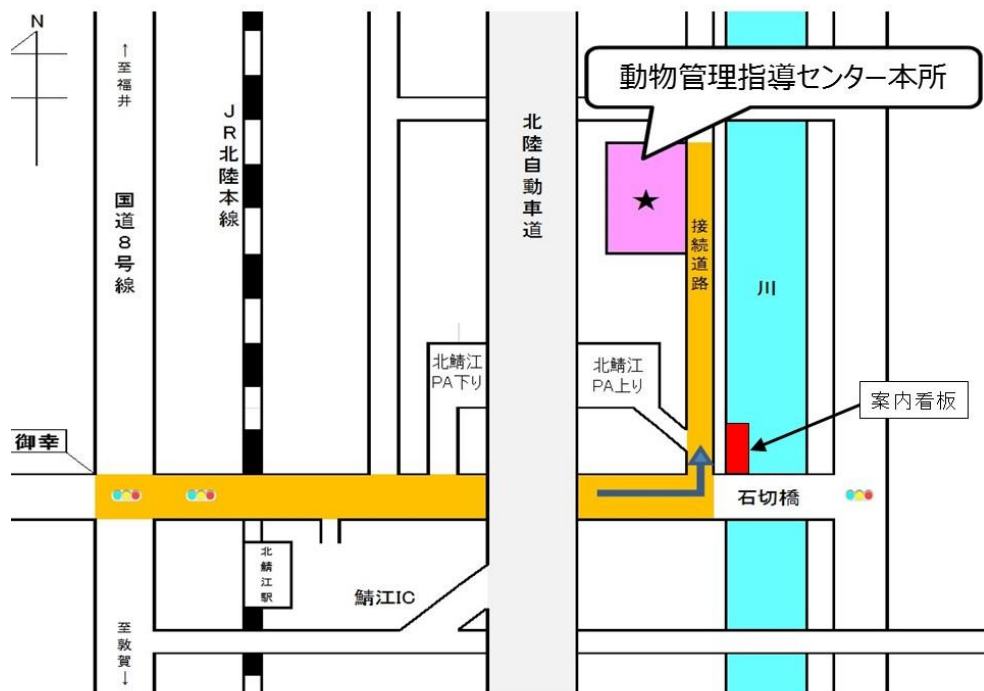 N
↑至福井
国道8号線
JR北陸本線
北陸自動車道
動物管理指導センター本所
★
接続道路
川
北鯖江
PA下り
北鯖江
PA上り
案内看板
御幸
石切橋
北鯖江駅
鯖江IC
至敦賀↓